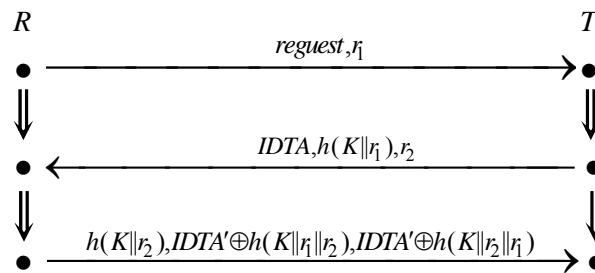 R T
reguest,r₁
IDTA,h(K||r₁),r₂
h(K||r₂),IDTA′⊕h(K||r₁||r₂),IDTA′⊕h(K||r₂||r₁)